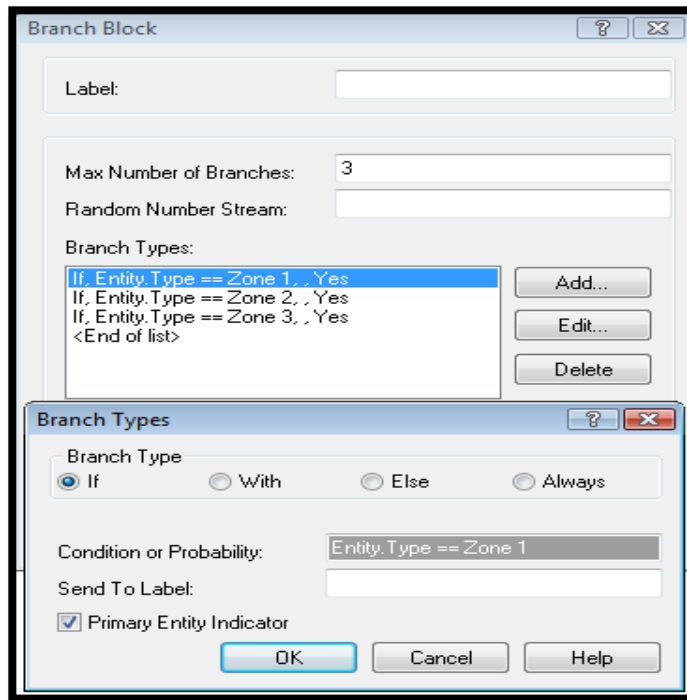 Branch Block
Label:
Max Number of Branches: 3
Random Number Stream:
Branch Types:
If, Entity.Type == Zone 1, , Yes
If, Entity.Type == Zone 2, , Yes
If, Entity.Type == Zone 3, , Yes
<End of list>
Add...
Edit...
Delete
Branch Types
Branch Type
If With Else Always
Condition or Probability: Entity.Type == Zone 1
Send To Label:
Primary Entity Indicator
OK Cancel Help